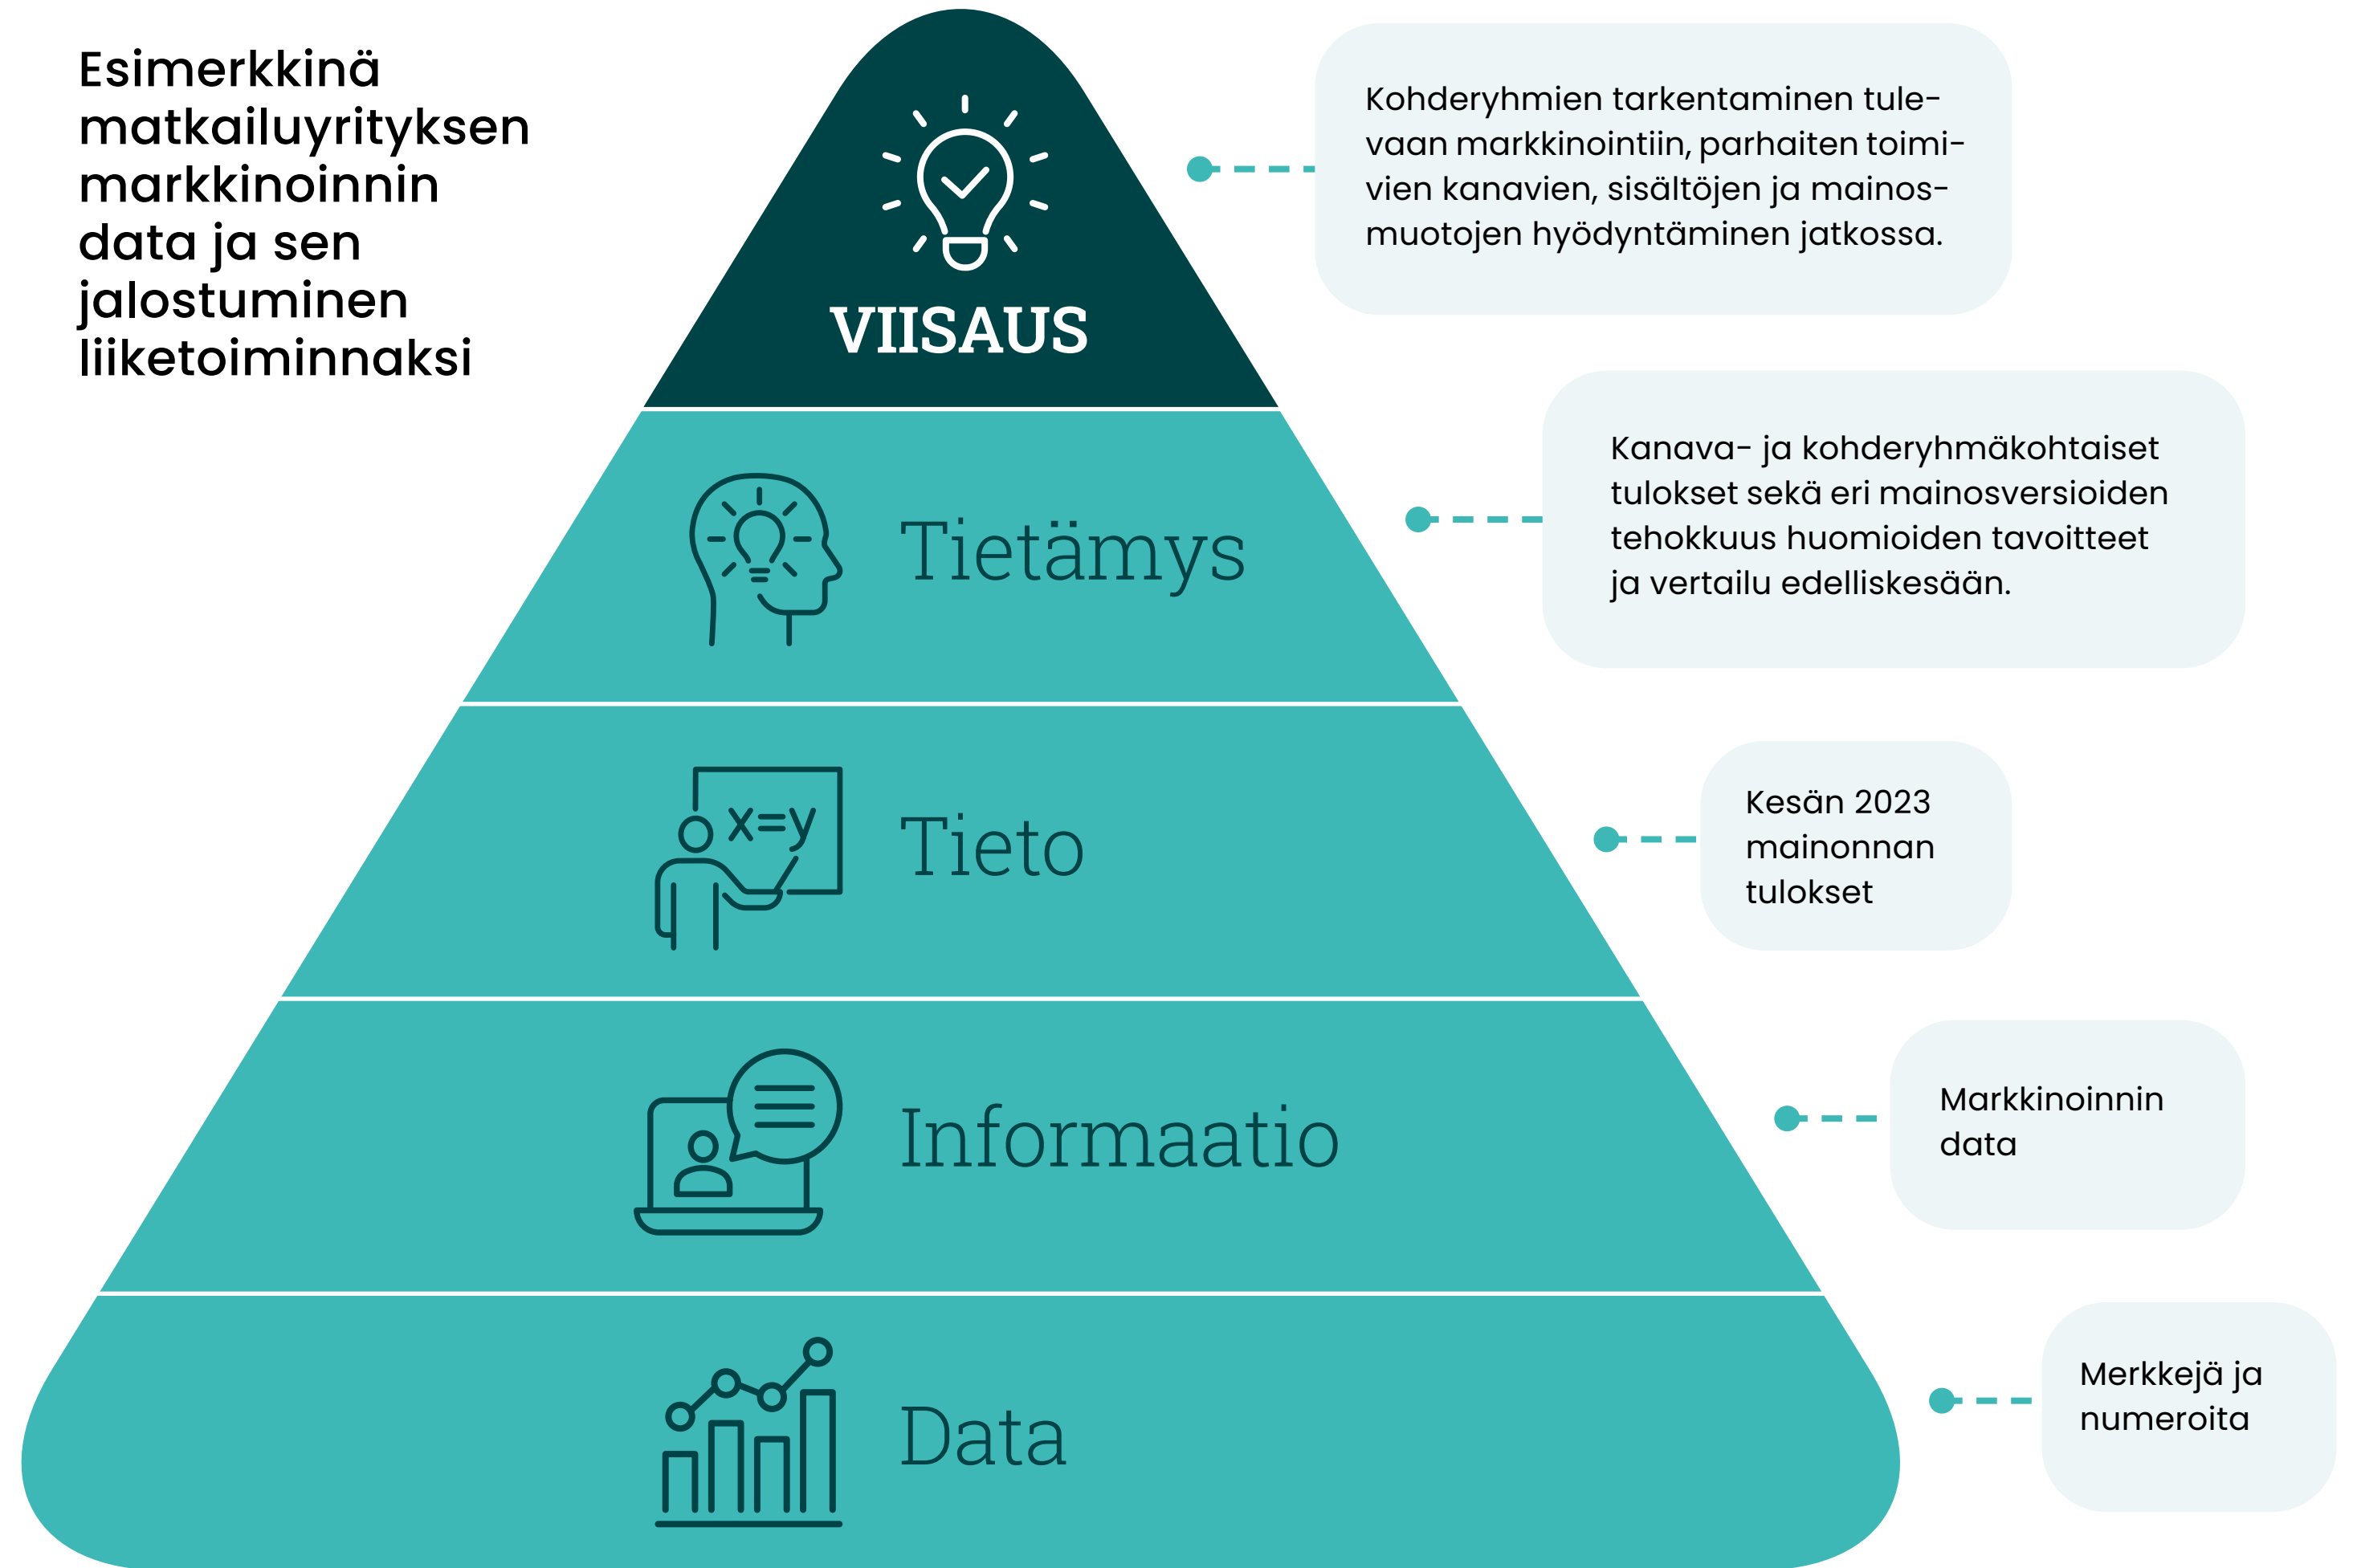 Esimerkkinä
matkailuyrityksen
markkinoinnin
data ja sen
jalostuminen
liiketoiminnaksi
VIISAUS
Kohderyhmien tarkentaminen tule-
vaan markkinointiin, parhaiten toimi-
vien kanavien, sisältöjen ja mainos-
muotojen hyödyntäminen jatkossa.
Tietämys
Kanava- ja kohderyhmäkohtaiset
tulokset sekä eri mainosversioiden
tehokkuus huomioiden tavoitteet
ja vertailu edelliskesään.
x=y
Tieto
Kesän 2023
mainonnan
tulokset
Informaatio
Markkinoinnin
data
Data
Merkkejä ja
numeroita